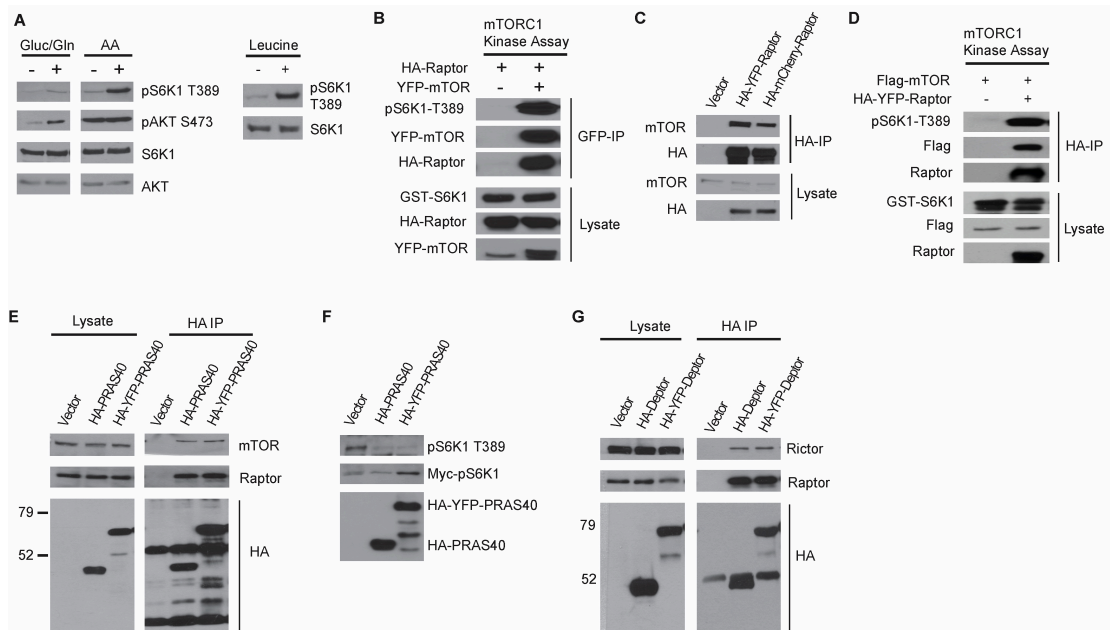 A
Gluc/Gln AA Leucine
- + - + - +
pS6K1 T389
pAKT S473
S6K1
AKT
pS6K1
T389
S6K1
B
mTORC1
Kinase Assay
HA-Raptor + +
YFP-mTOR - +
pS6K1-T389
YFP-mTOR
HA-Raptor
GFP-IP
GST-S6K1
HA-Raptor
YFP-mTOR
Lysate
C
Vector
HA-YFP-Raptor
HA-mCherry-Raptor
mTOR
HA
HA-IP
mTOR
HA
Lysate
D
mTORC1
Kinase Assay
Flag-mTOR + +
HA-YFP-Raptor - +
pS6K1-T389
Flag
Raptor
HA-IP
GST-S6K1
Flag
Raptor
Lysate
E
Lysate HA IP
Vector
HA-PRAS40
HA-YFP-PRAS40
Vector
HA-PRAS40
HA-YFP-PRAS40
mTOR
Raptor
79
52
HA
F
Vector
HA-PRAS40
HA-YFP-PRAS40
pS6K1 T389
Myc-pS6K1
HA-YFP-PRAS40
HA-PRAS40
G
Lysate HA IP
Vector
HA-Deptor
HA-YFP-Deptor
Vector
HA-Deptor
HA-YFP-Deptor
Rictor
Raptor
79
52
HA